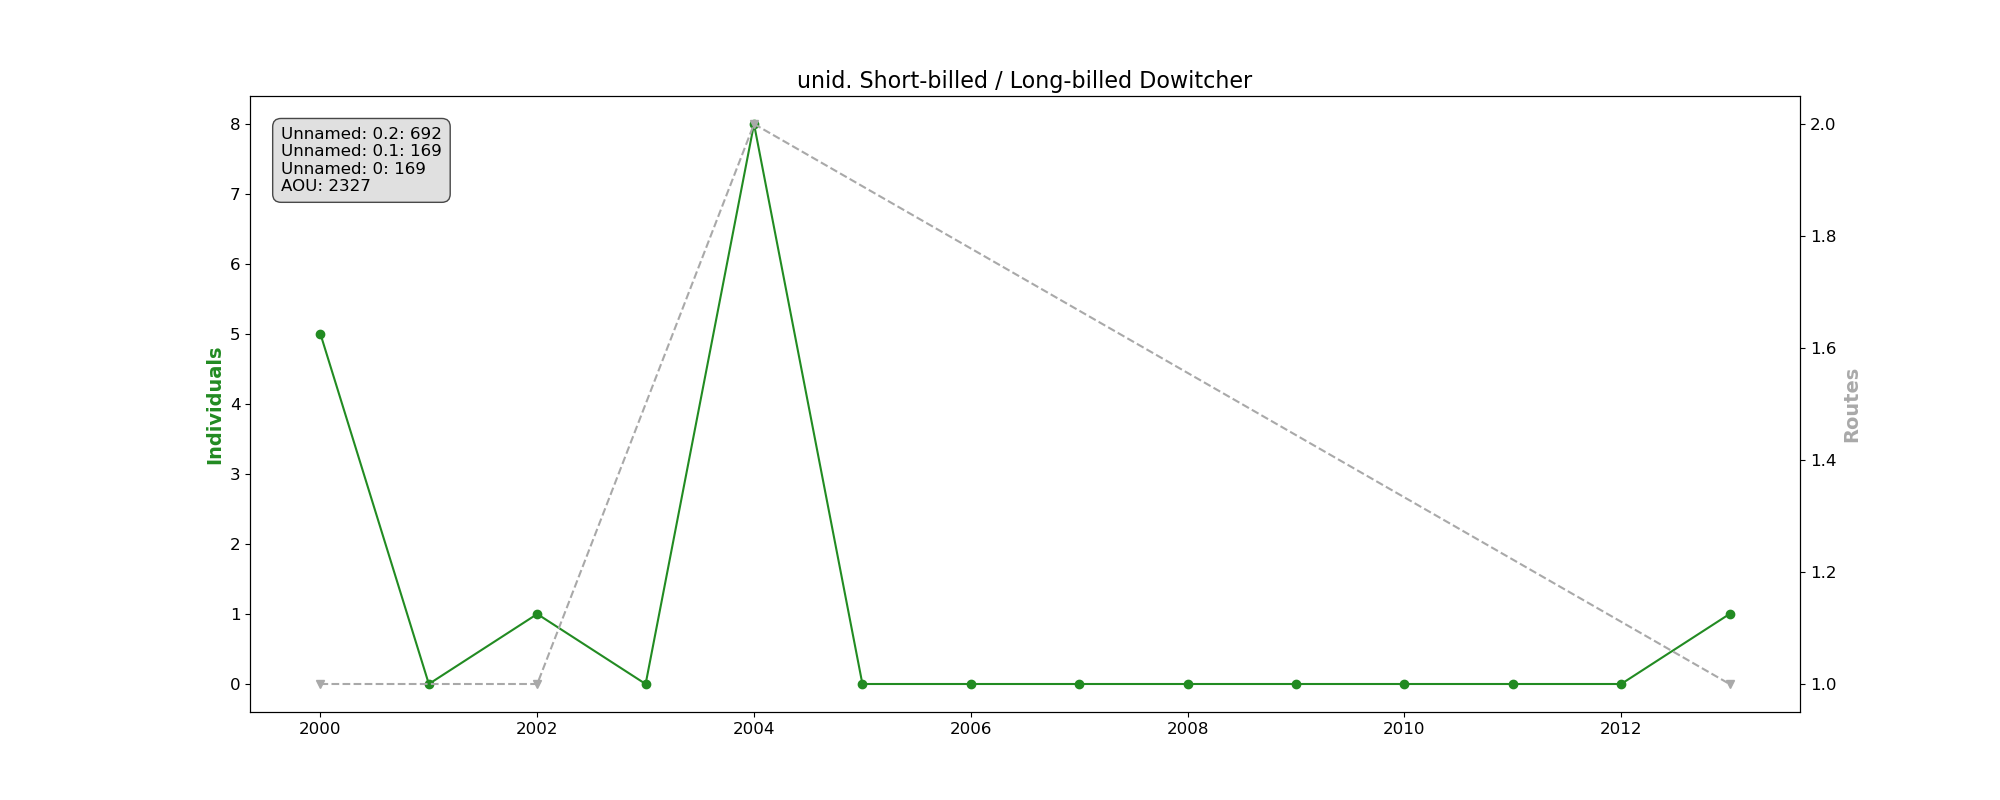 unid. Short-billed / Long-billed Dowitcher
Unnamed: 0.2: 692
Unnamed: 0.1: 169
Unnamed: 0: 169
AOU: 2327
8
7
6
5
4
3
2
1
0
Individuals
2.0
1.8
1.6
1.4
1.2
1.0
Routes
2000 2002 2004 2006 2008 2010 2012